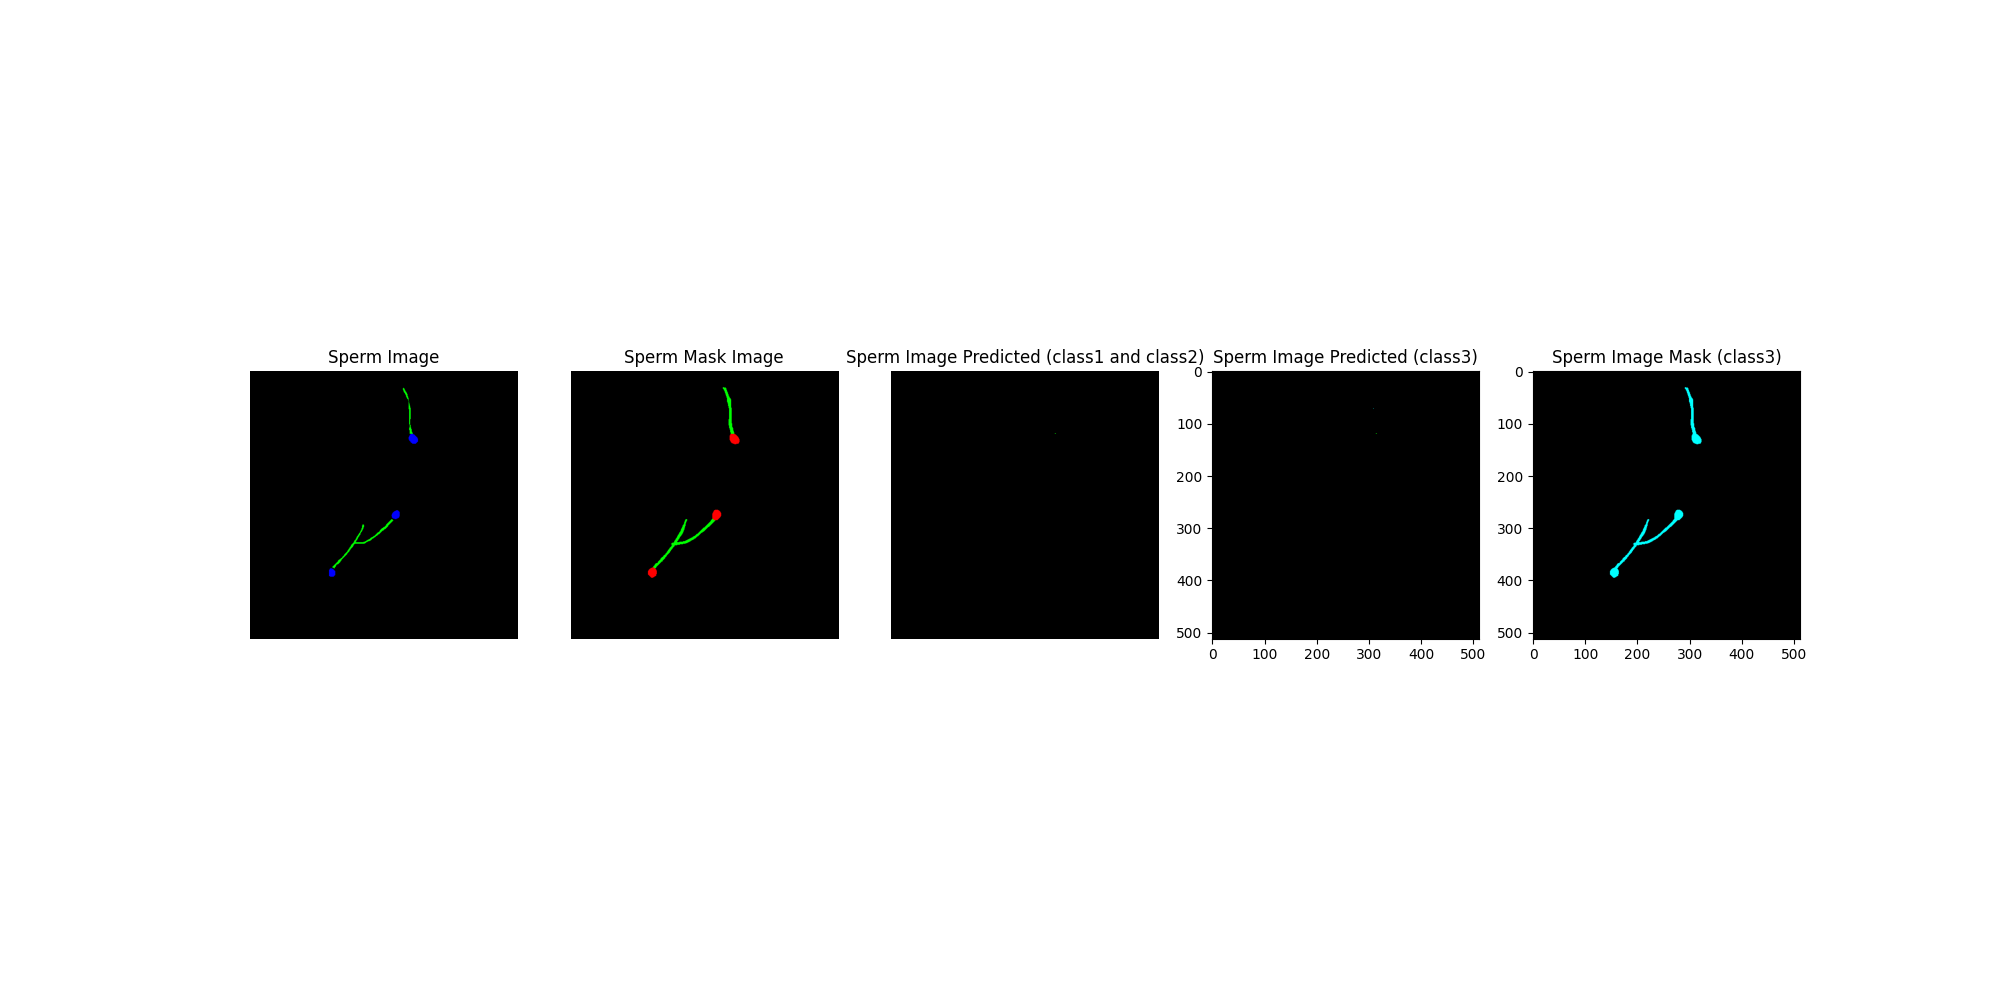 Sperm Image
Sperm Mask Image
Sperm Image Predicted (class1 and class2)
Sperm Image Predicted (class3)
Sperm Image Mask (class3)
0
100
200
300
400
500
0 100 200 300 400 500
0
100
200
300
400
500
0 100 200 300 400 500